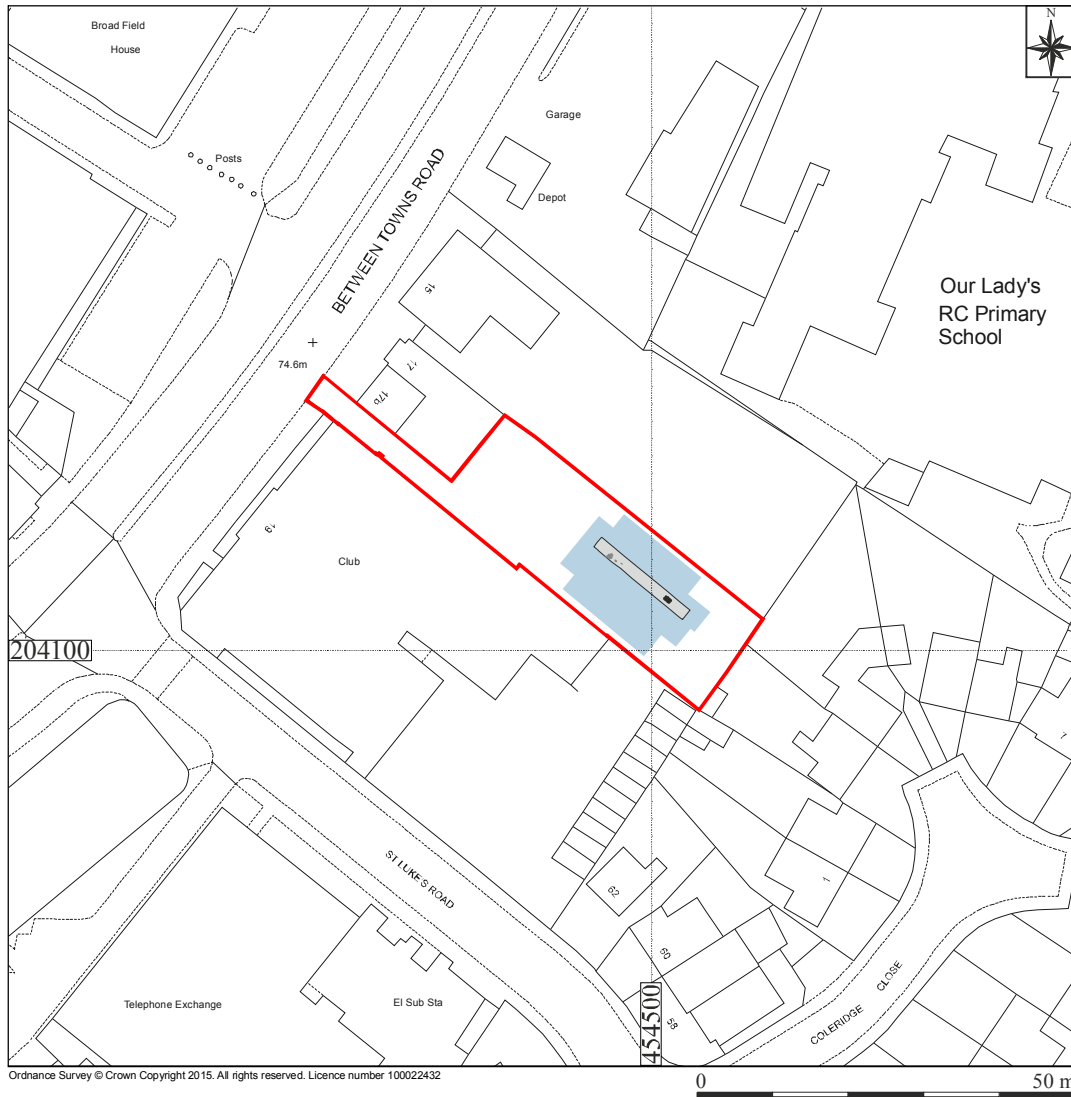 Broad Field
House
N
Garage
Posts
Depot
BETWEEN TOWNS ROAD
Our Lady's
RC Primary
School
15
17
74.6m
17b
19
Club
204100
1
ST LUKE'S ROAD
62
1
60
CLOSE
454500
58
COLERIDGE
Telephone Exchange
El Sub Sta
Ordnance Survey © Crown Copyright 2015. All rights reserved. Licence number 100022432
0 50 m